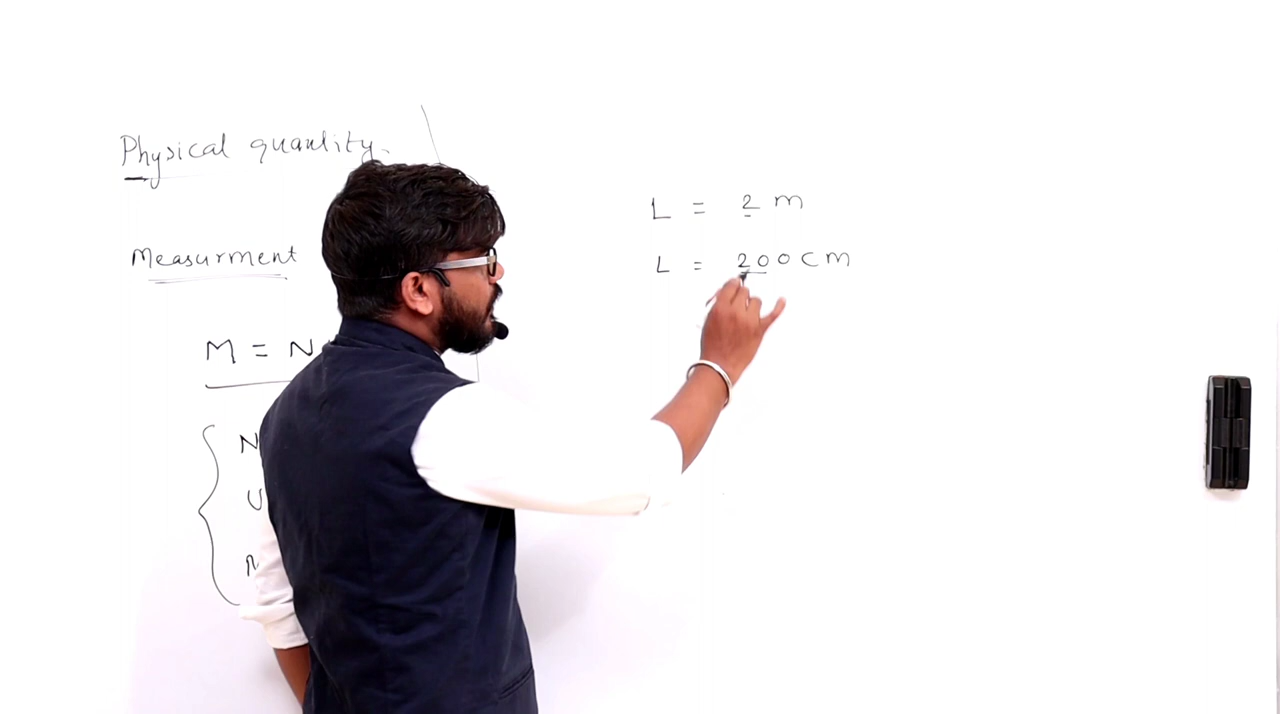 Physical quantity.
Measurment
M = N
N
U
L = 2 m
L = 200 cm